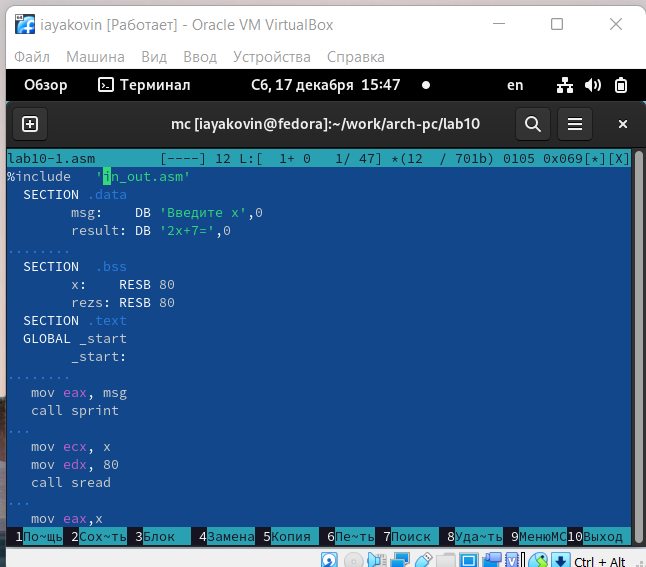 iayakovin [Работает] - Oracle VM VirtualBox
Файл Машина Вид Ввод Устройства Справка
Обзор Терминал Сб, 17 декабря 15:47 en
mc [iayakovin@fedora]:~/work/arch-pc/lab10
lab10-1.asm [----] 12 L:[ 1+ 0 1/ 47] *(12 / 701b) 0105 0x069[*][X]
%include 'in_out.asm'
SECTION .data
msg: DB 'Введите x',0
result: DB '2x+7=',0
........
SECTION .bss
x: RESB 80
rezs: RESB 80
SECTION .text
GLOBAL _start
_start:
........
mov eax, msg
call sprint
...
mov ecx, x
mov edx, 80
call sread
...
mov eax,x
1По~щь 2Сох~ть 3Блок 4Замена 5Копия 6Пе~ть 7Поиск 8Уда~ть 9МенюMC 10Выход
Ctrl + Alt